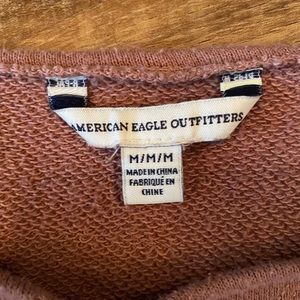 AMERICAN EAGLE OUTFITTERS
M/M/M
MADE IN CHINA
FABRIQUÉ EN
CHINE